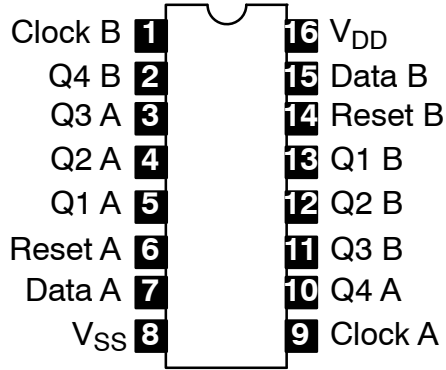 Clock B 1 16 VDD
Q4 B 2 15 Data B
Q3 A 3 14 Reset B
Q2 A 4 13 Q1 B
Q1 A 5 12 Q2 B
Reset A 6 11 Q3 B
Data A 7 10 Q4 A
VSS 8 9 Clock A